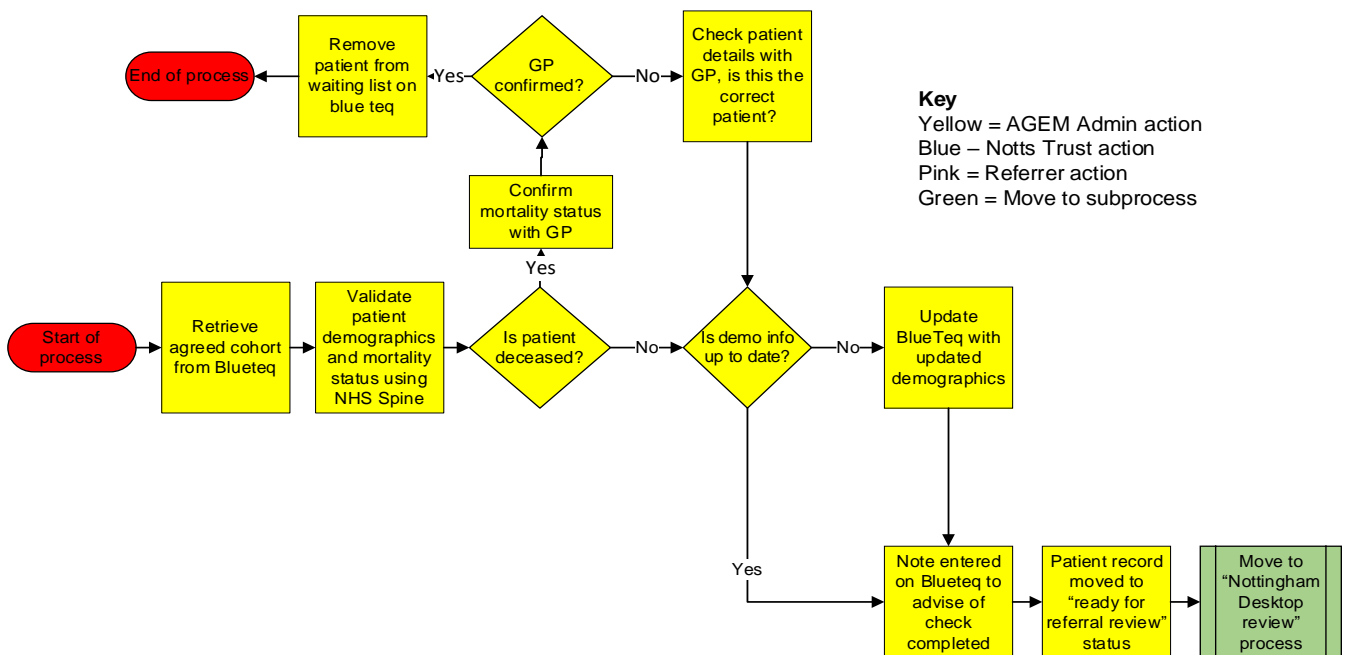 Remove
patient from
waiting list on
blue teq
End of process
Yes
GP
confirmed?
No
Check patient
details with
GP, is this the
correct
patient?
Key
Yellow = AGEM Admin action
Blue – Notts Trust action
Pink = Referrer action
Green = Move to subprocess
Confirm
mortality status
with GP
Yes
Start of
process
Retrieve
agreed cohort
from Blueteq
Validate
patient
demographics
and mortality
status using
NHS Spine
Is patient
deceased?
No
Is demo info
up to date?
No
Update
BlueTeq with
updated
demographics
Yes
Note entered
on Blueteq to
advise of
check
completed
Patient record
moved to
“ready for
referral review”
status
Move to
“Nottingham
Desktop
review”
process